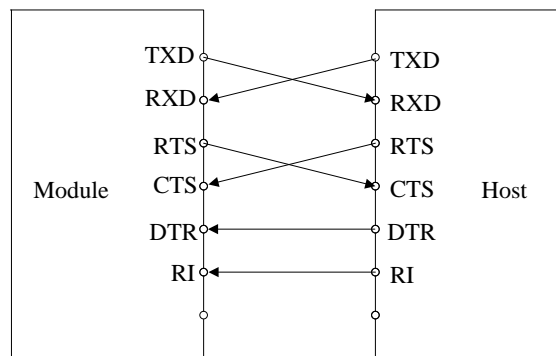 TXD
RXD
RTS
CTS
DTR
RI
Module
TXD
RXD
RTS
CTS
DTR
RI
Host